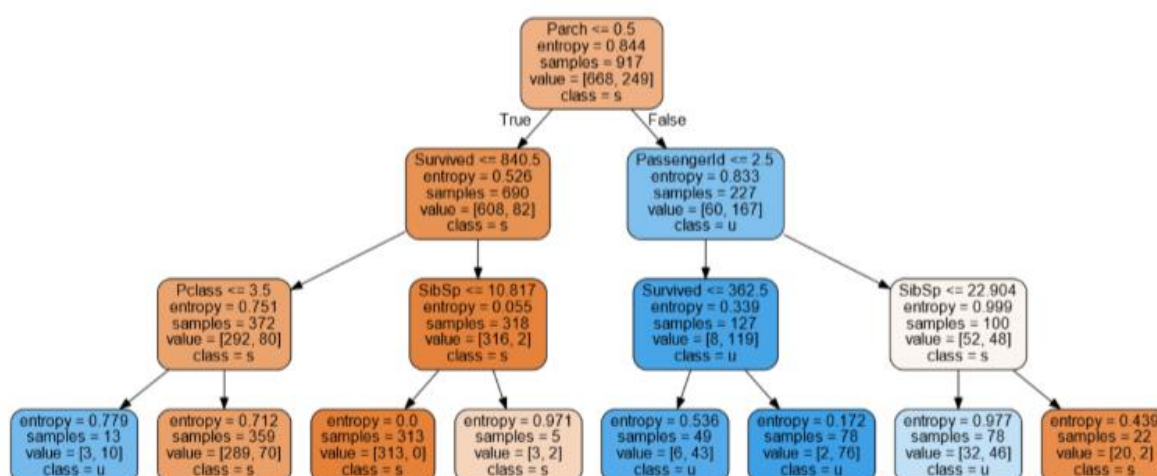 Parch <= 0.5
entropy = 0.844
samples = 917
value = [668, 249]
class = s
True
False
Survived <= 840.5
entropy = 0.526
samples = 690
value = [608, 82]
class = s
PassengerId <= 2.5
entropy = 0.833
samples = 227
value = [60, 167]
class = u
Pclass <= 3.5
entropy = 0.751
samples = 372
value = [292, 80]
class = s
SibSp <= 10.817
entropy = 0.055
samples = 318
value = [316, 2]
class = s
Survived <= 362.5
entropy = 0.339
samples = 127
value = [8, 119]
class = u
SibSp <= 22.904
entropy = 0.999
samples = 100
value = [52, 48]
class = s
entropy = 0.779
samples = 13
value = [3, 10]
class = u
entropy = 0.712
samples = 359
value = [289, 70]
class = s
entropy = 0.0
samples = 313
value = [313, 0]
class = s
entropy = 0.971
samples = 5
value = [3, 2]
class = s
entropy = 0.536
samples = 49
value = [6, 43]
class = u
entropy = 0.172
samples = 78
value = [2, 76]
class = u
entropy = 0.977
samples = 78
value = [32, 46]
class = u
entropy = 0.439
samples = 22
value = [20, 2]
class = s